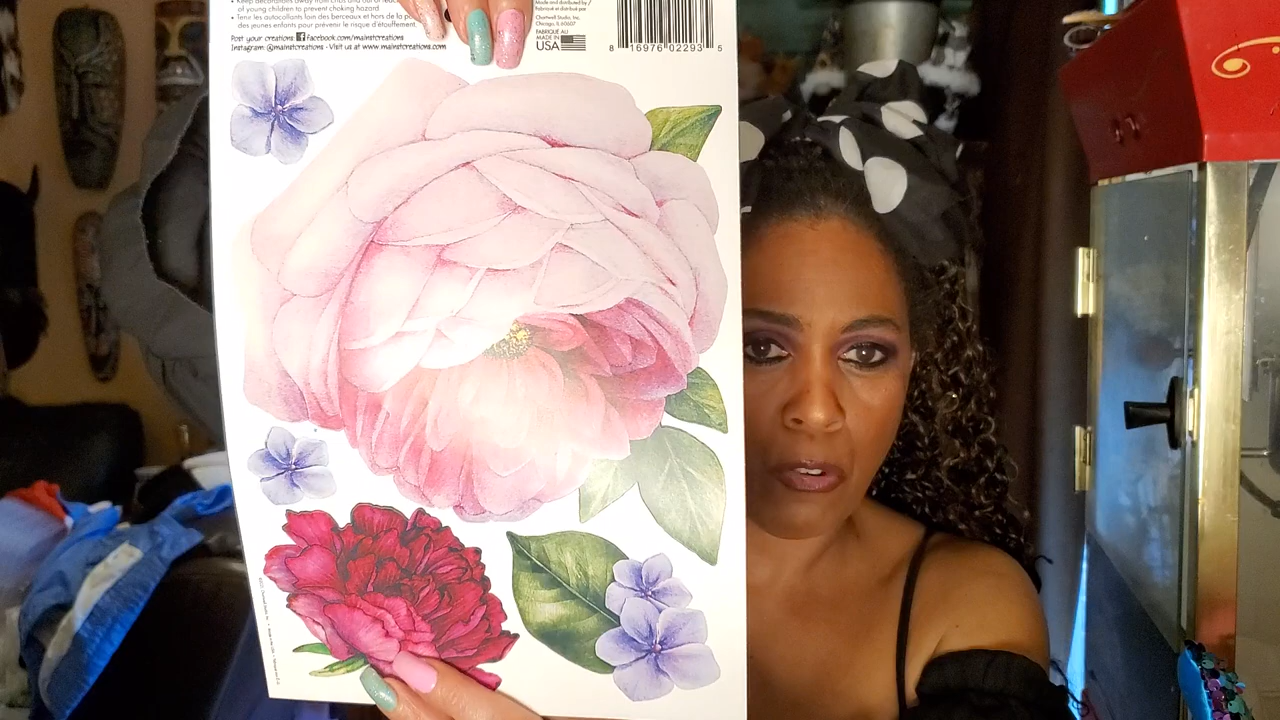 • Keep decorations away from cribs and out of reach
of young children to prevent choking hazard
• Tenir les autocollants loin des berceaux et hors de la po
des jeunes enfants pour prévenir le risque d'étouffement.
Post your creations: facebook.com/mainstcreations
Instagram: @mainstcreations - Visit us at www.mainstcreations.com
Made and distributed by /
distribué par
Chartwell Studio, Inc.
Chicago, IL 60607
FABRIQUÉ AU
MADE IN
USA
8 16976 02293 5